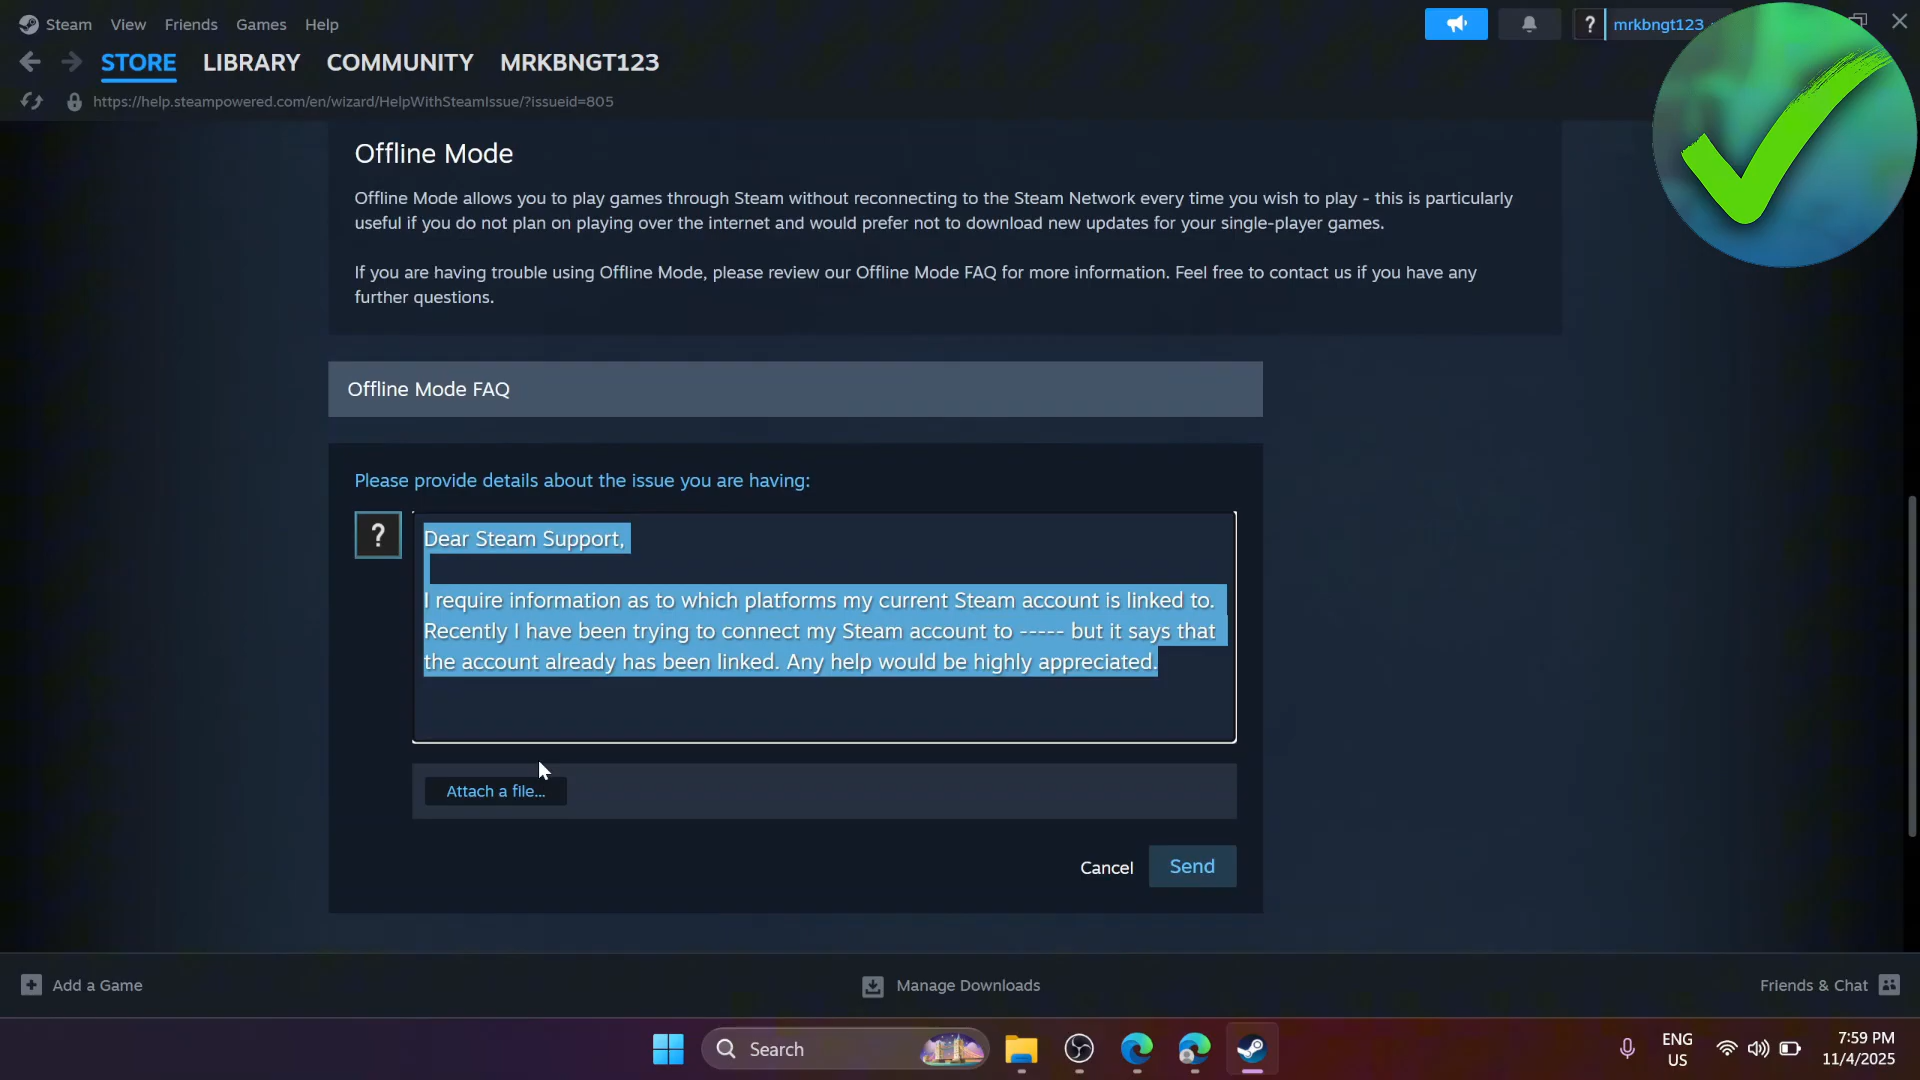 Steam View Friends Games Help
mrkbngt123
STORE LIBRARY COMMUNITY MRKBNGT123
https://help.steampowered.com/en/wizard/HelpWithSteamIssue/?issueid=805
Offline Mode
Offline Mode allows you to play games through Steam without reconnecting to the Steam Network every time you wish to play - this is particularly
useful if you do not plan on playing over the internet and would prefer not to download new updates for your single-player games.
If you are having trouble using Offline Mode, please review our Offline Mode FAQ for more information. Feel free to contact us if you have any
further questions.
Offline Mode FAQ
Please provide details about the issue you are having:
?
Dear Steam Support,
I require information as to which platforms my current Steam account is linked to.
Recently I have been trying to connect my Steam account to ----- but it says that
the account already has been linked. Any help would be highly appreciated.
Attach a file...
Cancel Send
Add a Game Manage Downloads Friends & Chat
Search
ENG
US
7:59 PM
11/4/2025